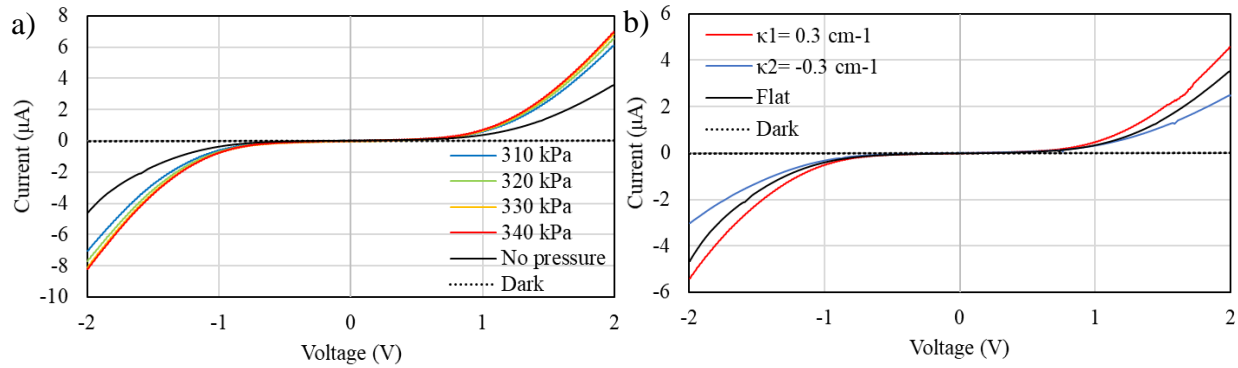 a)
Current (μA)
8
6
4
2
0
-2
-4
-6
-8
-10
310 kPa
320 kPa
330 kPa
340 kPa
No pressure
Dark
-2
-1
0
1
2
Voltage (V)
b)
Current (μA)
6
4
2
0
-2
-4
-6
κ1= 0.3 cm-1
κ2= -0.3 cm-1
Flat
Dark
-2
-1
0
1
2
Voltage (V)